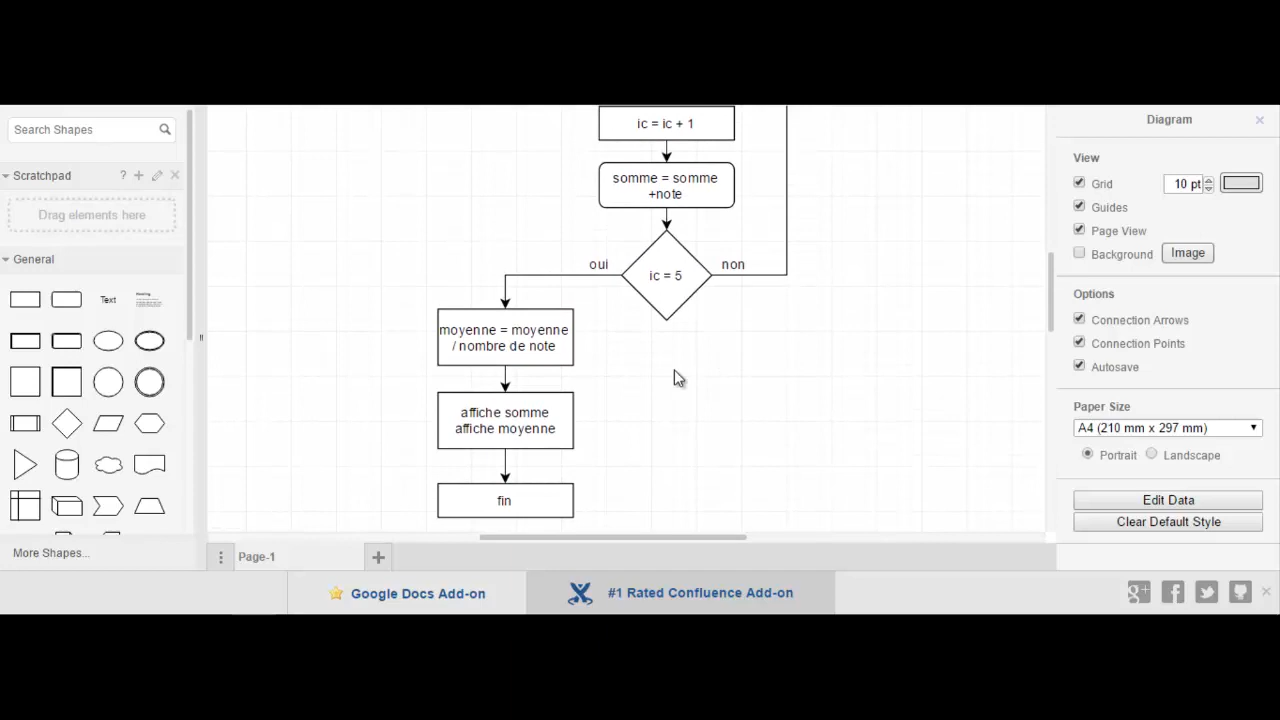 Search Shapes
Scratchpad
?
Drag elements here
General
Text
More Shapes...
ic = ic + 1
somme = somme
+note
ic = 5
oui
non
moyenne = moyenne
/ nombre de note
affiche somme
affiche moyenne
fin
Page-1
Diagram
View
Grid
10 pt
Guides
Page View
Background
Image
Options
Connection Arrows
Connection Points
Autosave
Paper Size
A4 (210 mm x 297 mm)
Portrait
Landscape
Edit Data
Clear Default Style
Google Docs Add-on
#1 Rated Confluence Add-on